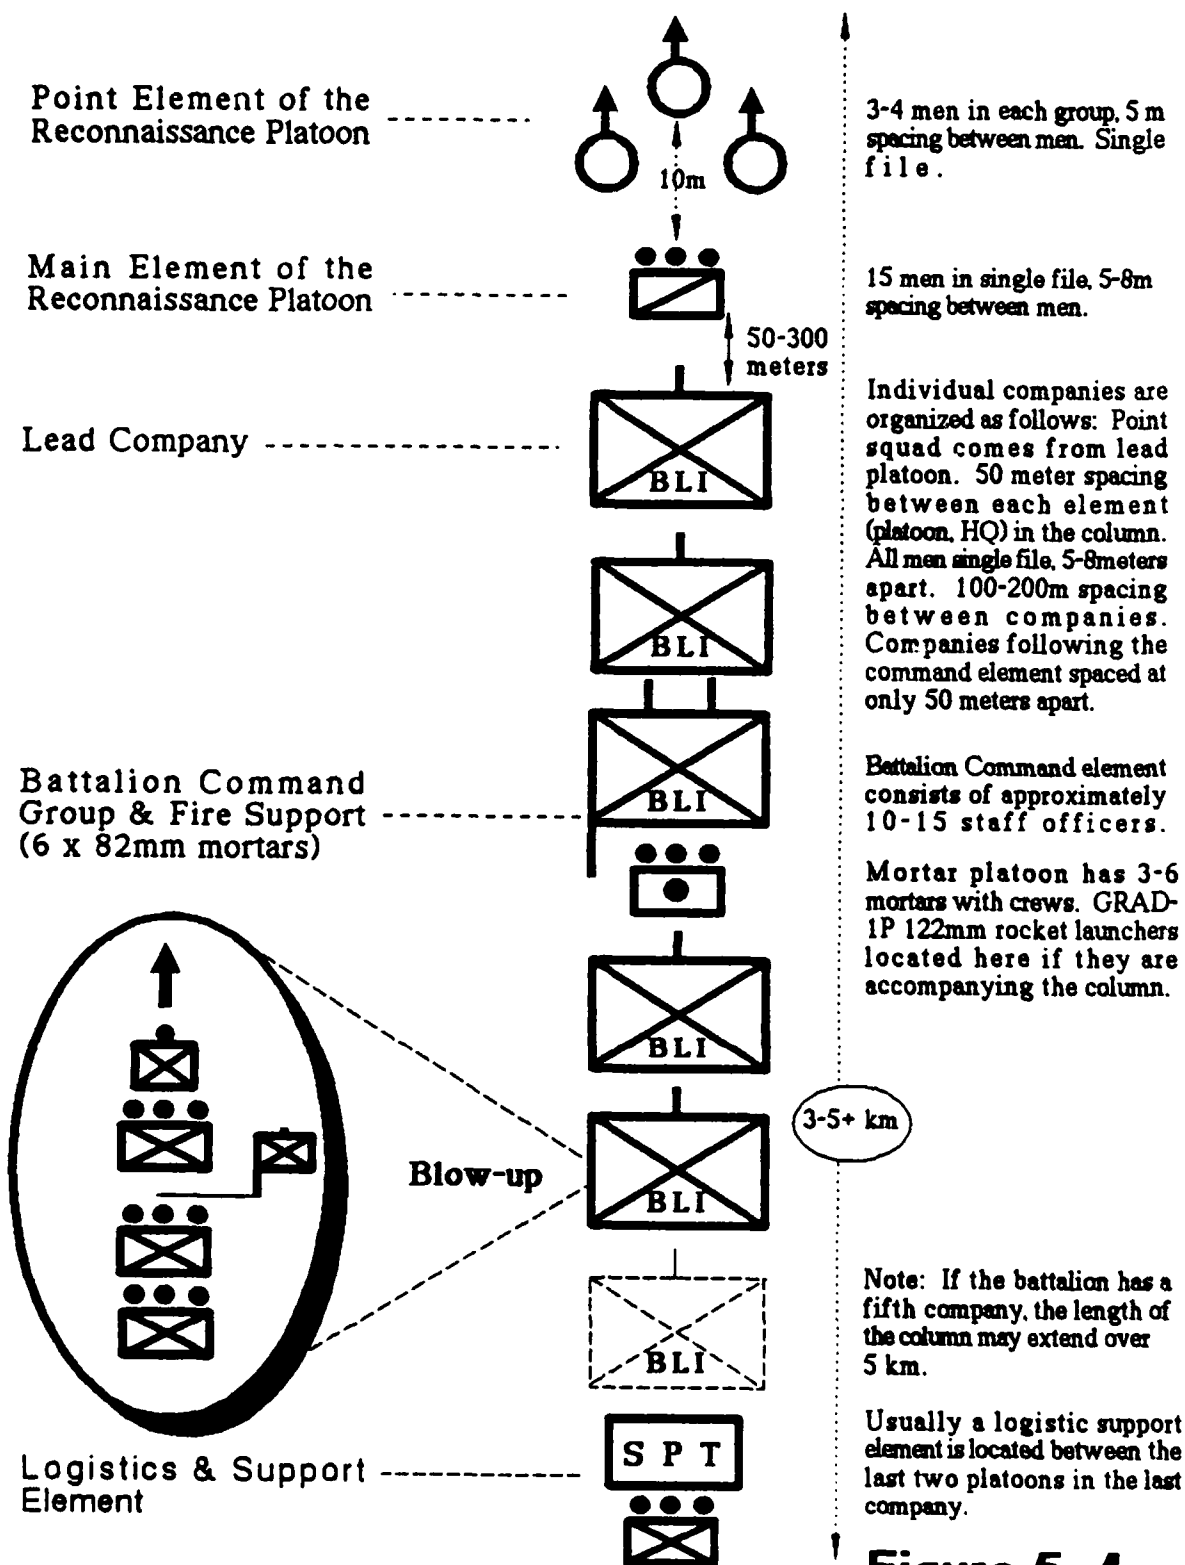 Point Element of the
Reconnaissance Platoon
3-4 men in each group, 5 m
spacing between men. Single
file.
10m
Main Element of the
Reconnaissance Platoon
15 men in single file, 5-8m
spacing between men.
50-300
meters
Lead Company
BLI
Individual companies are
organized as follows: Point
squad comes from lead
platoon. 50 meter spacing
between each element
(platoon, HQ) in the column.
All men single file, 5-8meters
apart. 100-200m spacing
between companies.
Companies following the
command element spaced at
only 50 meters apart.
BLI
Battalion Command
Group & Fire Support
(6 x 82mm mortars)
BLI
Battalion Command element
consists of approximately
10-15 staff officers.
Mortar platoon has 3-6
mortars with crews. GRAD-
1P 122mm rocket launchers
located here if they are
accompanying the column.
BLI
3-5+ km
Blow-up
BLI
BLI
Note: If the battalion has a
fifth company, the length of
the column may extend over
5 km.
Logistics & Support
Element
SPT
Usually a logistic support
element is located between the
last two platoons in the last
company.
Figure 5-4